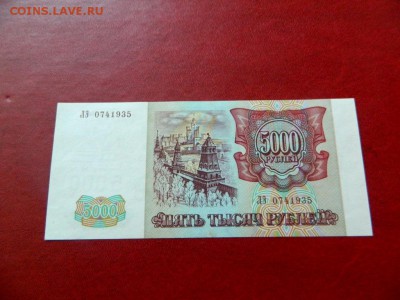 COINS.LAVE.RU
ЛЭ 0741935
5000
РУБЛЕЙ
ЛЭ 0741935
5000
ПЯТЬ ТЫСЯЧ РУБЛЕЙ